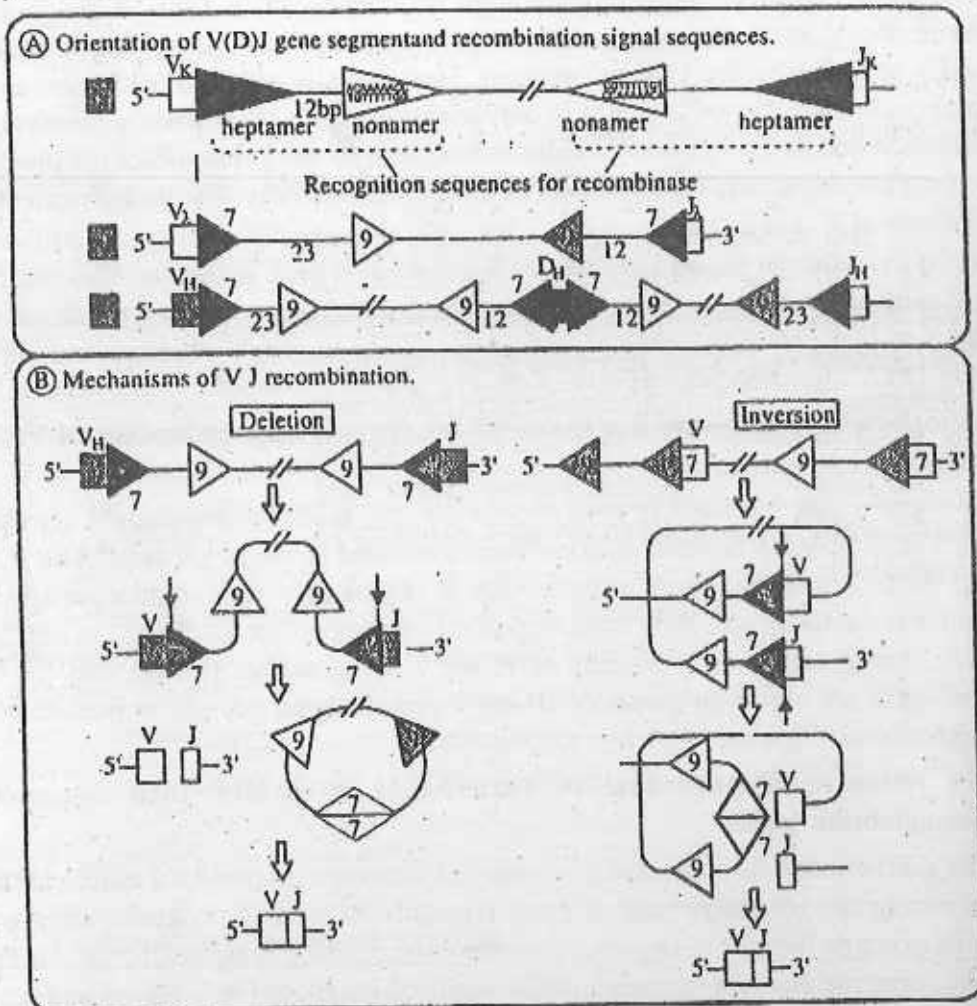 Ⓐ Orientation of V(D)J gene segmentand recombination signal sequences.
Vκ Jκ
5'
12bp
heptamer nonamer nonamer heptamer
Recognition sequences for recombinase
Vλ 7 7 Jλ
5' 23 9 12 3'
VH 7 7 DH 7 JH
5' 23 9 9 12 12 9 9 23
Ⓑ Mechanisms of V J recombination.
Deletion Inversion
VH J V
5' 9 9 3' 5' 7 9 7 3'
7 7
9 9 7 V
V J 5' 9
5' 3' 7 J
7 7 9 3'
V J 9 9 9 7 V
5' 3' 7
7 9 7 J
V J V J
5' 3' 5' 3'